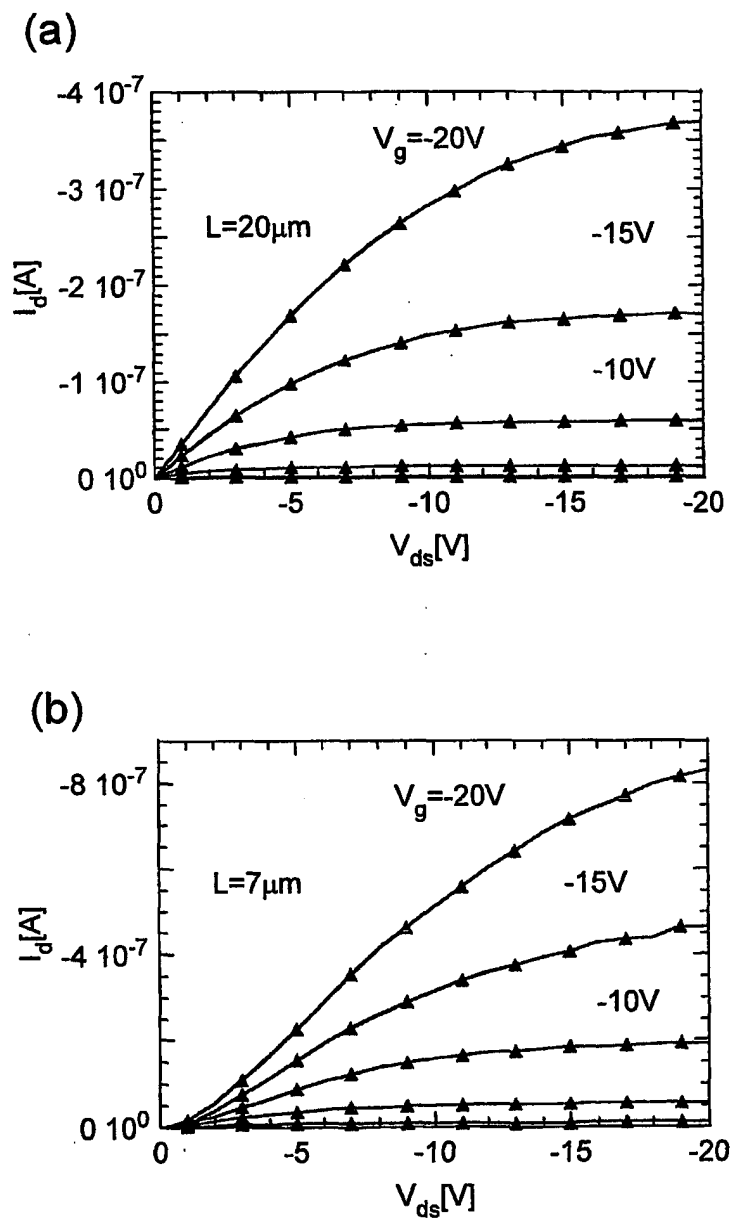 (a)
-4 10⁻⁷
V_g=-20V
-3 10⁻⁷
L=20μm
-15V
I_d[A]
-2 10⁻⁷
-10V
-1 10⁻⁷
0 10⁰
0 -5 -10 -15 -20
V_ds[V]
(b)
-8 10⁻⁷
V_g=-20V
L=7μm
-15V
I_d[A]
-4 10⁻⁷
-10V
0 10⁰
0 -5 -10 -15 -20
V_ds[V]